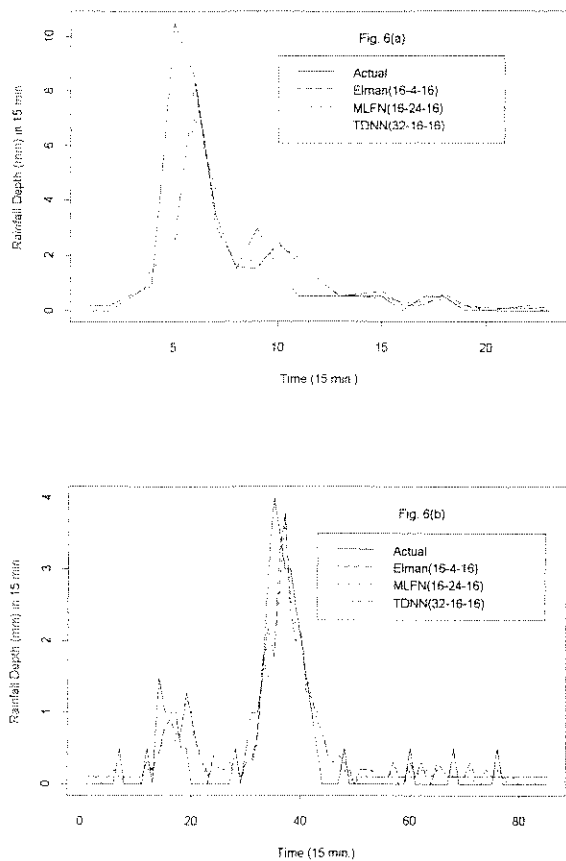 Fig. 6(a)
Actual
Elman(16-4-16)
MLFN(16-24-16)
TDNN(32-16-16)
Rainfall Depth (mm) in 15 min
10
8
6
4
2
0
5
10
15
20
Time (15 min.)
Fig. 6(b)
Actual
Elman(16-4-16)
MLFN(16-24-16)
TDNN(32-16-16)
Rainfall Depth (mm) in 15 min
4
3
2
1
0
0
20
40
60
80
Time (15 min.)